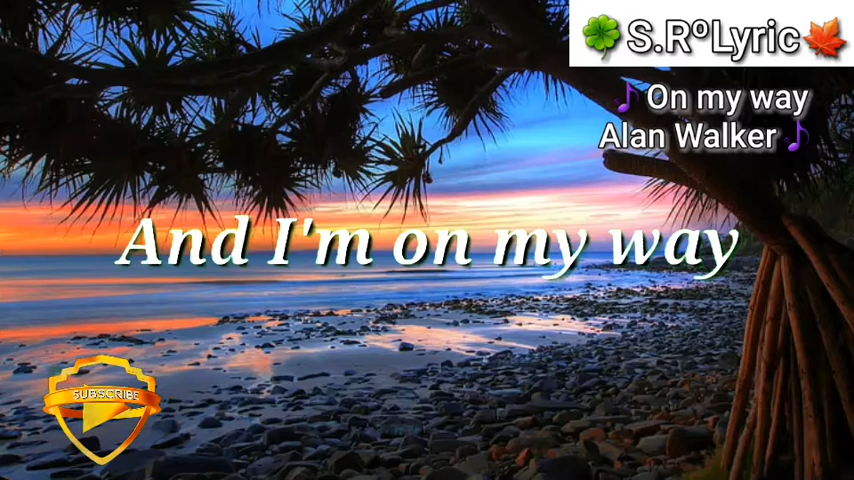 🍀S.RºLyric🍁
🎵On my way
Alan Walker🎵
And I'm on my way
SUBSCRIBE